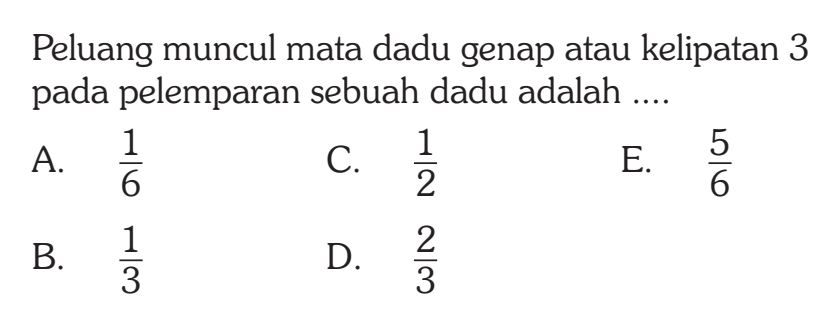 Peluang muncul mata dadu genap atau kelipatan 3
pada pelemparan sebuah dadu adalah ....
A. 1/6 C. 1/2 E. 5/6
B. 1/3 D. 2/3